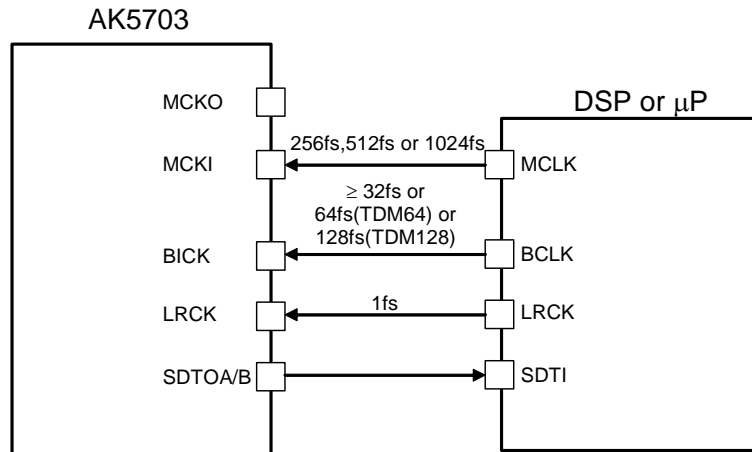 AK5703
DSP or μP
MCKO
256fs,512fs or 1024fs
MCKI
MCLK
≥ 32fs or
64fs(TDM64) or
128fs(TDM128)
BICK
BCLK
1fs
LRCK
LRCK
SDTOA/B
SDTI